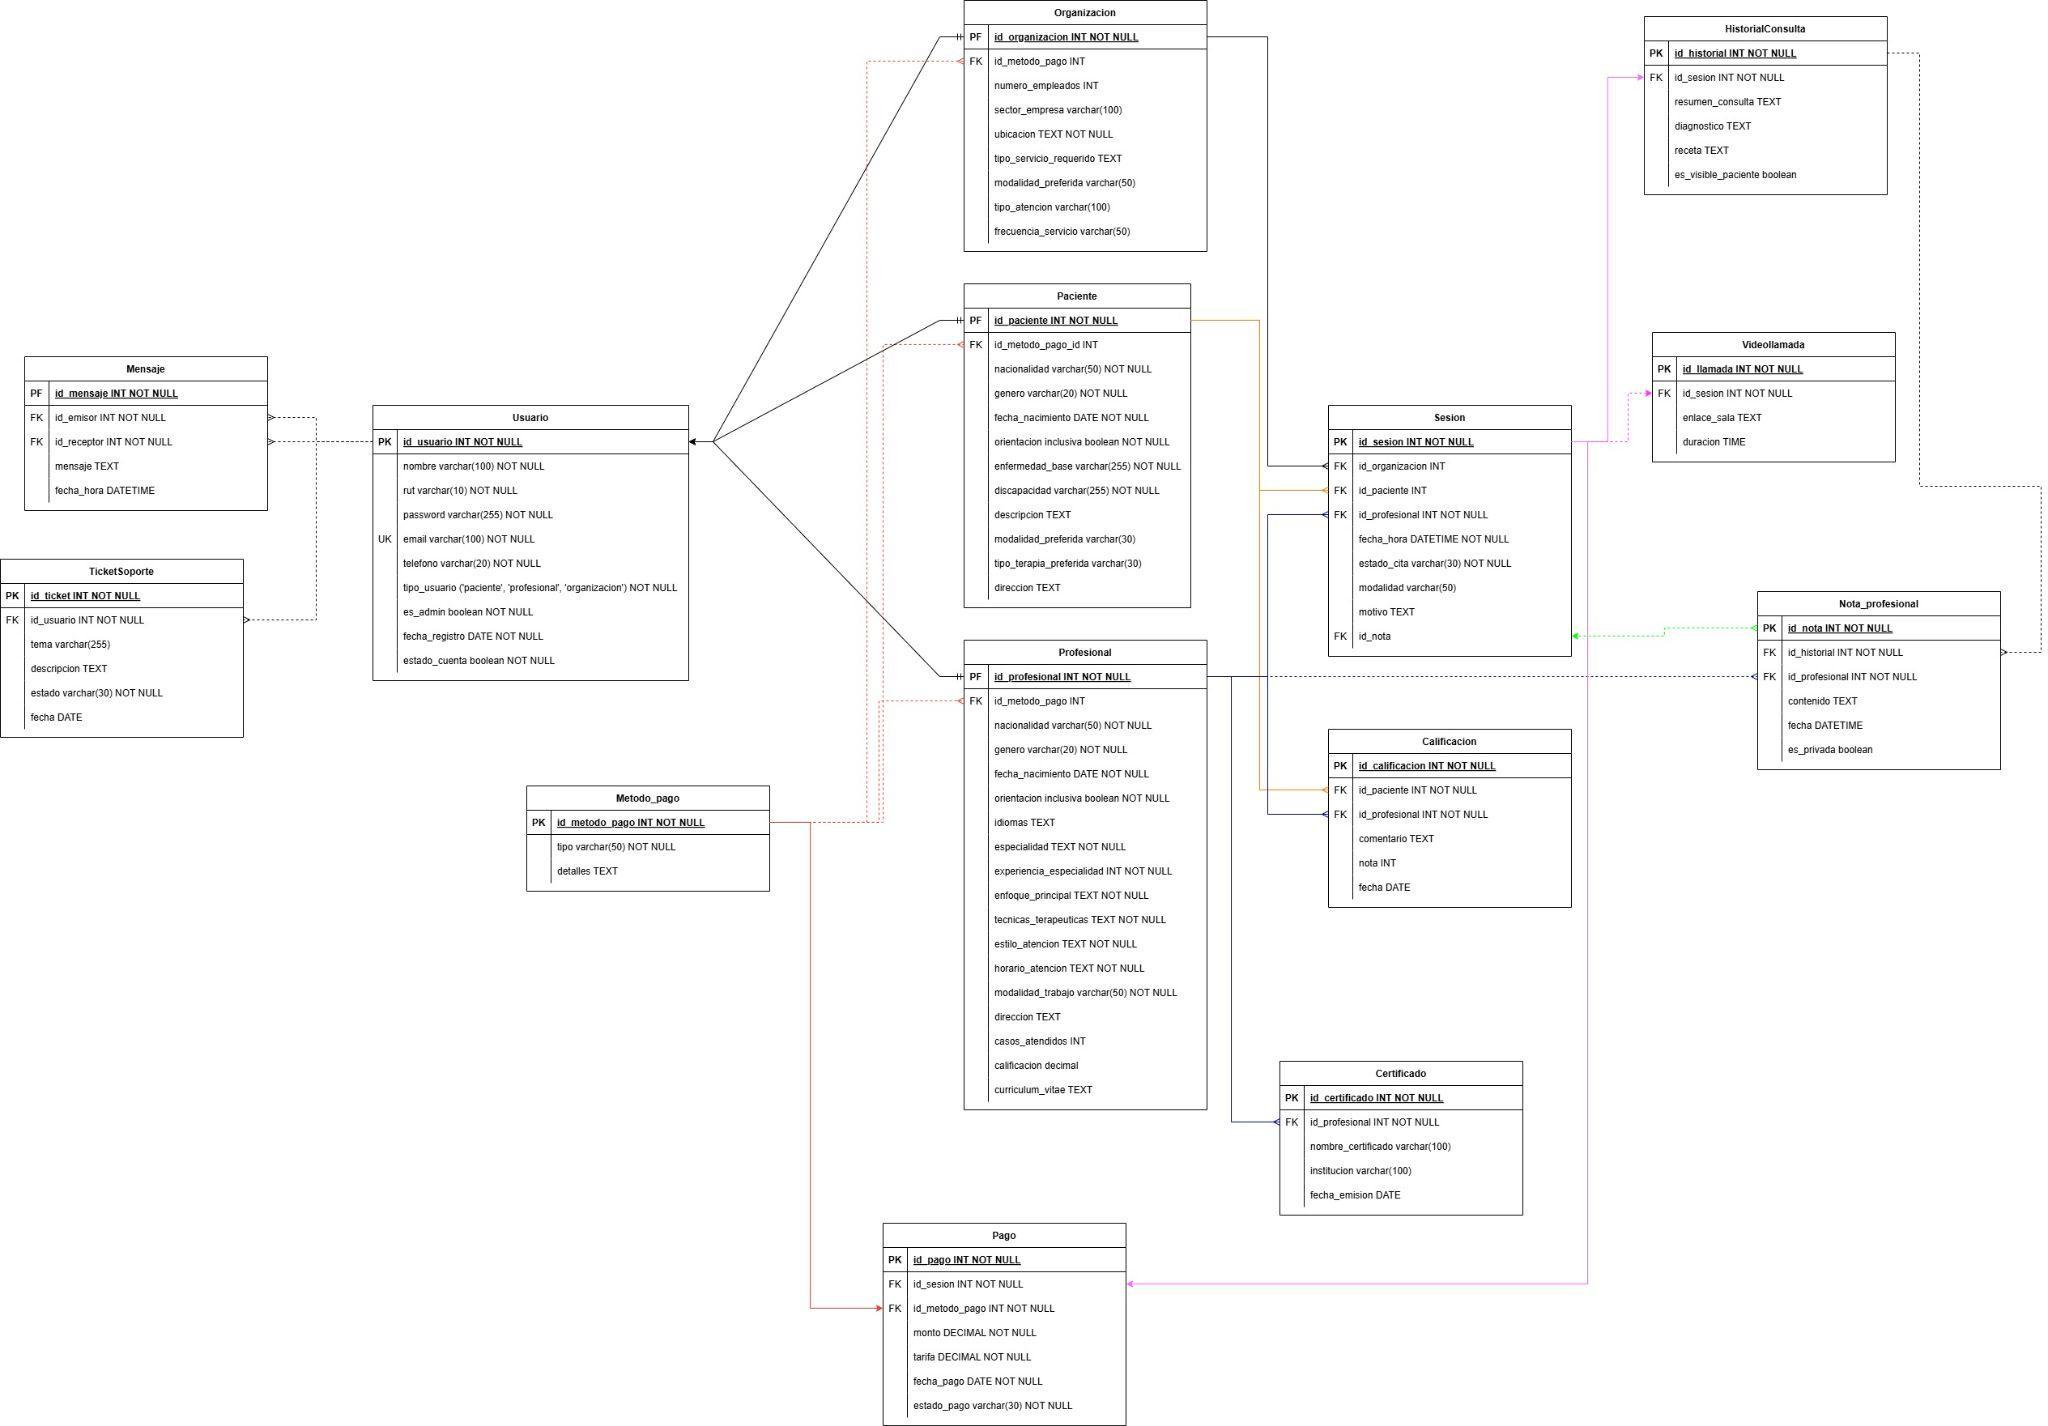 Organizacion
PF id_organizacion INT NOT NULL
FK id_metodo_pago INT
numero_empleados INT
sector_empresa varchar(100)
ubicacion TEXT NOT NULL
tipo_servicio_requerido TEXT
modalidad_preferida varchar(50)
tipo_atencion varchar(100)
frecuencia_servicio varchar(50)
HistorialConsulta
PK id_historial INT NOT NULL
FK id_sesion INT NOT NULL
resumen_consulta TEXT
diagnostico TEXT
receta TEXT
es_visible_paciente boolean
Paciente
PF id_paciente INT NOT NULL
FK id_metodo_pago_id INT
nacionalidad varchar(50) NOT NULL
genero varchar(20) NOT NULL
fecha_nacimiento DATE NOT NULL
orientacion inclusiva boolean NOT NULL
enfermedad_base varchar(255) NOT NULL
discapacidad varchar(255) NOT NULL
descripcion TEXT
modalidad_preferida varchar(30)
tipo_terapia_preferida varchar(30)
direccion TEXT
Videollamada
PK id_llamada INT NOT NULL
FK id_sesion INT NOT NULL
enlace_sala TEXT
duracion TIME
Mensaje
PF id_mensaje INT NOT NULL
FK id_emisor INT NOT NULL
FK id_receptor INT NOT NULL
mensaje TEXT
fecha_hora DATETIME
Usuario
PK id_usuario INT NOT NULL
nombre varchar(100) NOT NULL
rut varchar(10) NOT NULL
password varchar(255) NOT NULL
UK email varchar(100) NOT NULL
telefono varchar(20) NOT NULL
tipo_usuario ('paciente', 'profesional', 'organizacion') NOT NULL
es_admin boolean NOT NULL
fecha_registro DATE NOT NULL
estado_cuenta boolean NOT NULL
Sesion
PK id_sesion INT NOT NULL
FK id_organizacion INT
FK id_paciente INT
FK id_profesional INT NOT NULL
fecha_hora DATETIME NOT NULL
estado_cita varchar(30) NOT NULL
modalidad varchar(50)
motivo TEXT
FK id_nota
TicketSoporte
PK id_ticket INT NOT NULL
FK id_usuario INT NOT NULL
tema varchar(255)
descripcion TEXT
estado varchar(30) NOT NULL
fecha DATE
Nota_profesional
PK id_nota INT NOT NULL
FK id_historial INT NOT NULL
FK id_profesional INT NOT NULL
contenido TEXT
fecha DATETIME
es_privada boolean
Profesional
PF id_profesional INT NOT NULL
FK id_metodo_pago INT
nacionalidad varchar(50) NOT NULL
genero varchar(20) NOT NULL
fecha_nacimiento DATE NOT NULL
orientacion inclusiva boolean NOT NULL
idiomas TEXT
especialidad TEXT NOT NULL
experiencia_especialidad INT NOT NULL
enfoque_principal TEXT NOT NULL
tecnicas_terapeuticas TEXT NOT NULL
estilo_atencion TEXT NOT NULL
horario_atencion TEXT NOT NULL
modalidad_trabajo varchar(50) NOT NULL
direccion TEXT
casos_atendidos INT
calificacion decimal
curriculum_vitae TEXT
Calificacion
PK id_calificacion INT NOT NULL
FK id_paciente INT NOT NULL
FK id_profesional INT NOT NULL
comentario TEXT
nota INT
fecha DATE
Metodo_pago
PK id_metodo_pago INT NOT NULL
tipo varchar(50) NOT NULL
detalles TEXT
Certificado
PK id_certificado INT NOT NULL
FK id_profesional INT NOT NULL
nombre_certificado varchar(100)
institucion varchar(100)
fecha_emision DATE
Pago
PK id_pago INT NOT NULL
FK id_sesion INT NOT NULL
FK id_metodo_pago INT NOT NULL
monto DECIMAL NOT NULL
tarifa DECIMAL NOT NULL
fecha_pago DATE NOT NULL
estado_pago varchar(30) NOT NULL